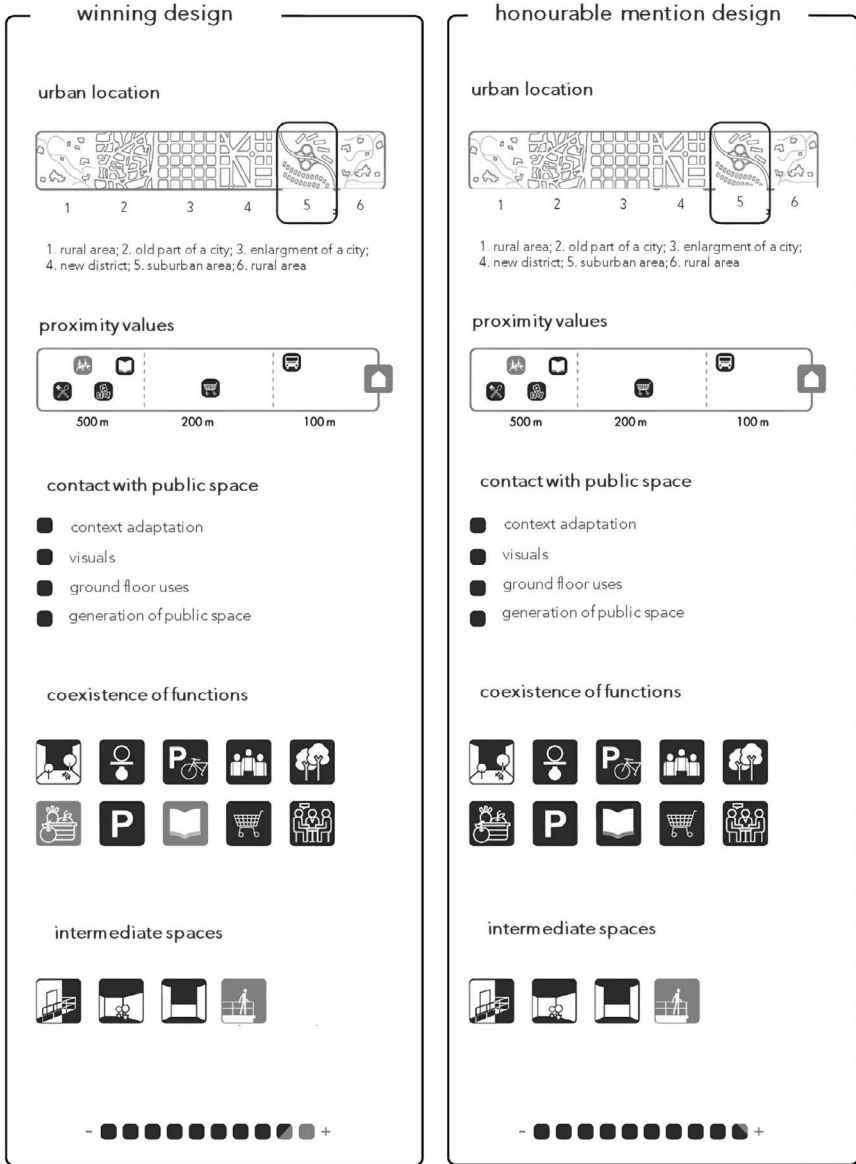 winning design
urban location
1 2 3 4 5 6
1. rural area; 2. old part of a city; 3. enlargment of a city;
4. new district; 5. suburban area; 6. rural area
proximity values
500 m 200 m 100 m
contact with public space
context adaptation
visuals
ground floor uses
generation of public space
coexistence of functions
P
P
intermediate spaces
- +
honourable mention design
urban location
1 2 3 4 5 6
1. rural area; 2. old part of a city; 3. enlargment of a city;
4. new district; 5. suburban area; 6. rural area
proximity values
500 m 200 m 100 m
contact with public space
context adaptation
visuals
ground floor uses
generation of public space
coexistence of functions
P
P
intermediate spaces
- +